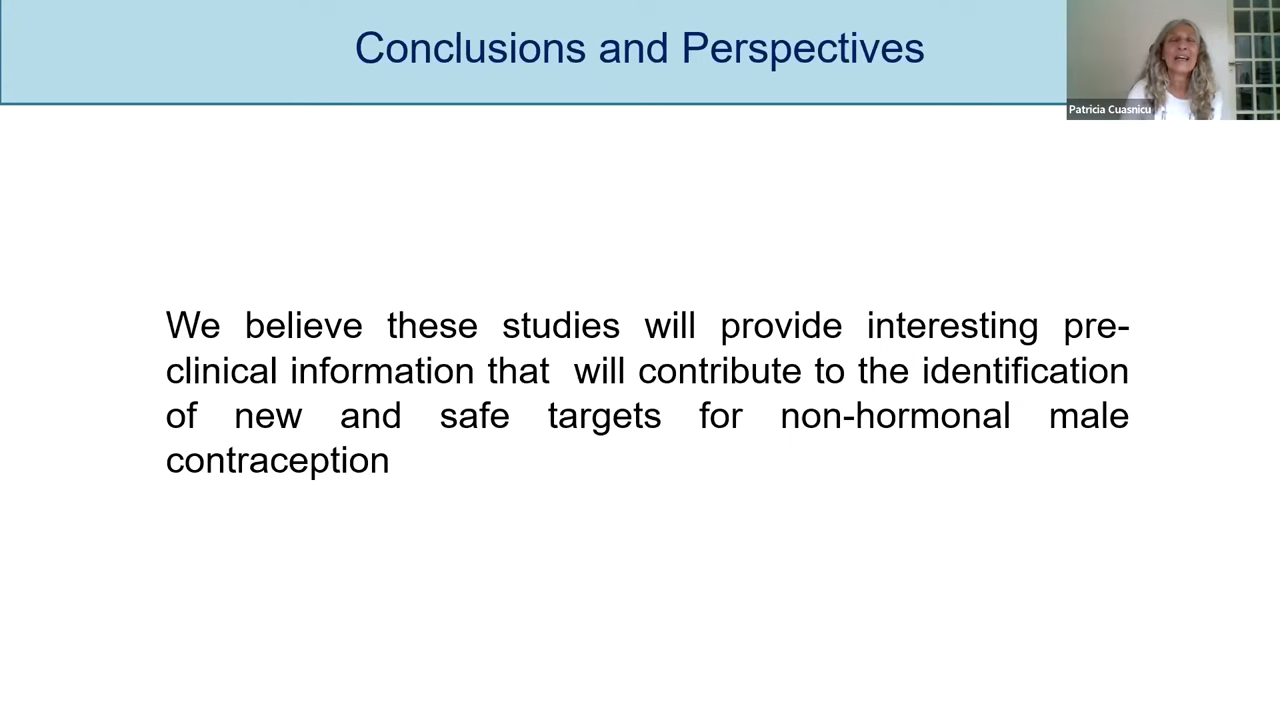 Conclusions and Perspectives
Patricia Cuasnicu
We believe these studies will provide interesting pre-
clinical information that will contribute to the identification
of new and safe targets for non-hormonal male
contraception